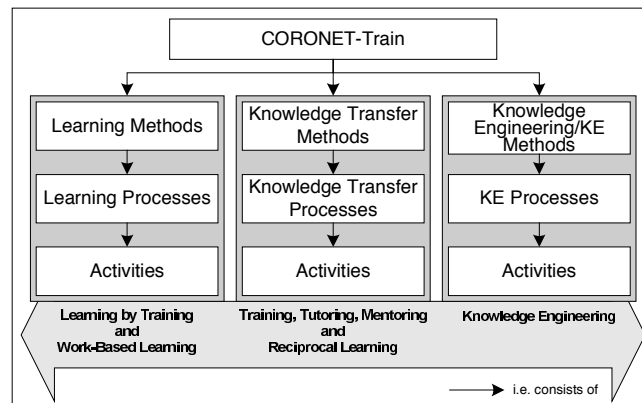 CORONET-Train
Learning Methods
Learning Processes
Activities
Knowledge Transfer
Methods
Knowledge Transfer
Processes
Activities
Knowledge
Engineering/KE
Methods
KE Processes
Activities
Learning by Training
and
Work-Based Learning
Training, Tutoring, Mentoring
and
Reciprocal Learning
Knowledge Engineering
i.e. consists of